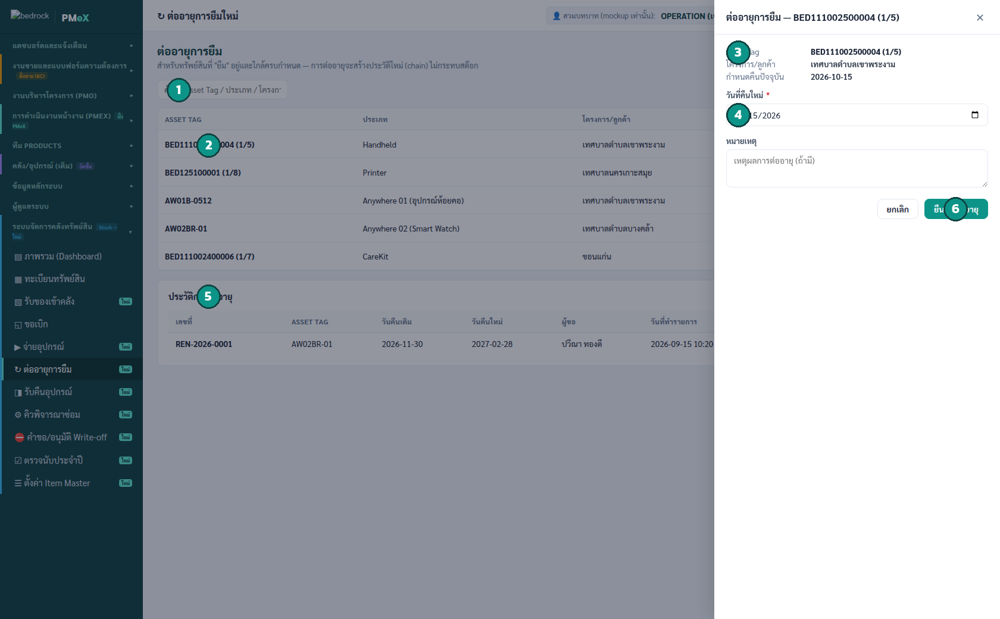 bedrock
PMeX
แดชบอร์ดและแจ้งเตือน
งานขายและแบบฟอร์มความต้องการ
ฝั่งขาย (BC)
งานบริหารโครงการ (PMO)
การดำเนินงานหน้างาน (PMEX) ฝั่ง
PMeX
ทีม PRODUCTS
คลัง/อุปกรณ์ (เดิม) จัดซื้อ
ข้อมูลหลักระบบ
ผู้ดูแลระบบ
ระบบจัดการคลังทรัพย์สิน Stock —
ใหม่
ภาพรวม (Dashboard)
ทะเบียนทรัพย์สิน
รับของเข้าคลัง ใหม่
ขอเบิก
จ่ายอุปกรณ์ ใหม่
↻ ต่ออายุการยืม ใหม่
รับคืนอุปกรณ์ ใหม่
คิวพิจารณาซ่อม ใหม่
คำขอ/อนุมัติ Write-off ใหม่
ตรวจนับประจำปี ใหม่
ตั้งค่า Item Master ใหม่
↻ ต่ออายุการยืมใหม่
สวมบทบาท (mockup เท่านั้น): OPERATION
ต่ออายุการยืม
สำหรับทรัพย์สินที่ "ยืม" อยู่และใกล้ครบกำหนด — การต่ออายุจะสร้างประวัติใหม่ (chain) ไม่กระทบสต๊อก
1 sset Tag / ประเภท / โครงก
ASSET TAG ประเภท โครงการ/ลูกค้า
BED1110 2 004 (1/5) Handheld เทศบาลตำบลเขาพระงาม
BED125100001 (1/8) Printer เทศบาลนครเกาะสมุย
AW01B-0512 Anywhere 01 (อุปกรณ์ห้อยคอ) เทศบาลตำบลเขาพระงาม
AW02BR-01 Anywhere 02 (Smart Watch) เทศบาลตำบลบางคล้า
BED111002400006 (1/7) CareKit ขอนแก่น
ประวัติ 5 อายุ
เลขที่ ASSET TAG วันคืนเดิม วันคืนใหม่ ผู้ขอ วันที่ทำรายการ
REN-2026-0001 AW02BR-01 2026-11-30 2027-02-28 ปวีณา ทองดี 2026-09-15 10:20
ต่ออายุการยืม — BED111002500004 (1/5) ✕
3 ag BED111002500004 (1/5)
โครงการ/ลูกค้า เทศบาลตำบลเขาพระงาม
กำหนดคืนปัจจุบัน 2026-10-15
วันที่คืนใหม่ *
4 15/2026
หมายเหตุ
เหตุผลการต่ออายุ (ถ้ามี)
ยกเลิก ยืน 6 ายุ